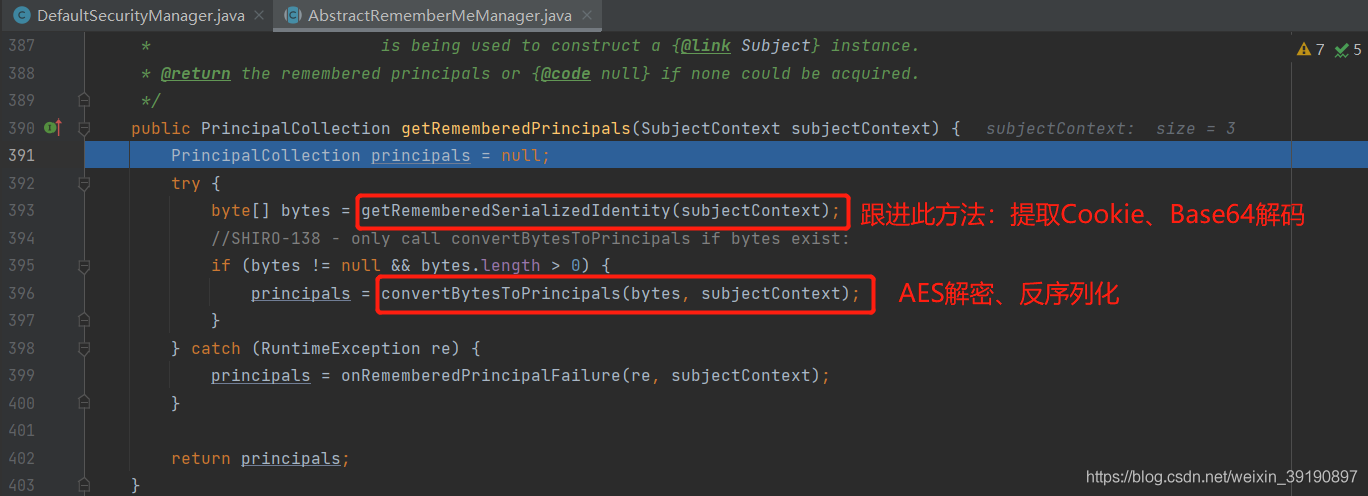 DefaultSecurityManager.java × AbstractRememberMeManager.java ×
387 * is being used to construct a {@link Subject} instance. 7 5
388 * @return the remembered principals or {@code null} if none could be acquired.
389 */
390 public PrincipalCollection getRememberedPrincipals(SubjectContext subjectContext) { subjectContext: size = 3
391 PrincipalCollection principals = null;
392 try {
393 byte[] bytes = getRememberedSerializedIdentity(subjectContext); 跟进此方法：提取Cookie、Base64解码
394 //SHIRO-138 - only call convertBytesToPrincipals if bytes exist:
395 if (bytes != null && bytes.length > 0) {
396 principals = convertBytesToPrincipals(bytes, subjectContext); AES解密、反序列化
397 }
398 } catch (RuntimeException re) {
399 principals = onRememberedPrincipalFailure(re, subjectContext);
400 }
401
402 return principals;
403 }
https://blog.csdn.net/weixin_39190897